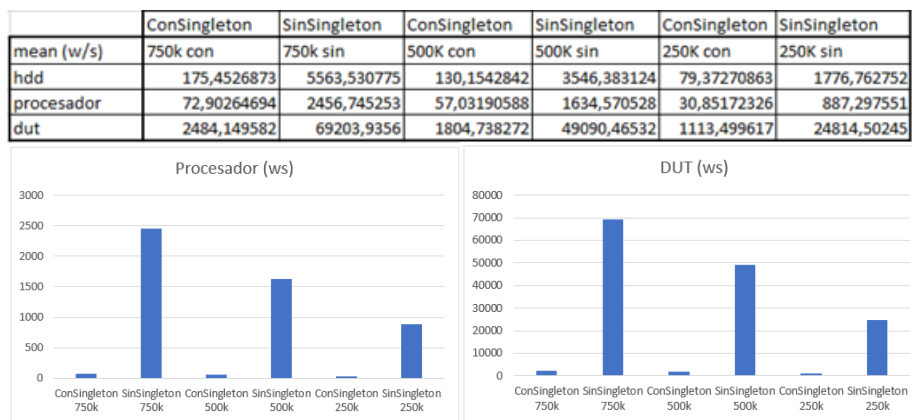 ConSingleton SinSingleton ConSingleton SinSingleton ConSingleton SinSingleton
mean (w/s) 750k con 750k sin 500K con 500K sin 250K con 250K sin
hdd 175,4526873 5563,530775 130,1542842 3546,383124 79,37270863 1776,762752
procesador 72,90264694 2456,745253 57,03190588 1634,570528 30,85172326 887,297551
dut 2484,149582 69203,9356 1804,738272 49090,46532 1113,499617 24814,50245
Procesador (ws)
3000
2500
2000
1500
1000
500
0
ConSingleton SinSingleton ConSingleton SinSingleton ConSingleton SinSingleton
750k 750k 500k 500k 250k 250k
DUT (ws)
80000
70000
60000
50000
40000
30000
20000
10000
0
ConSingleton SinSingleton ConSingleton SinSingleton ConSingleton SinSingleton
750k 750k 500k 500k 250k 250k